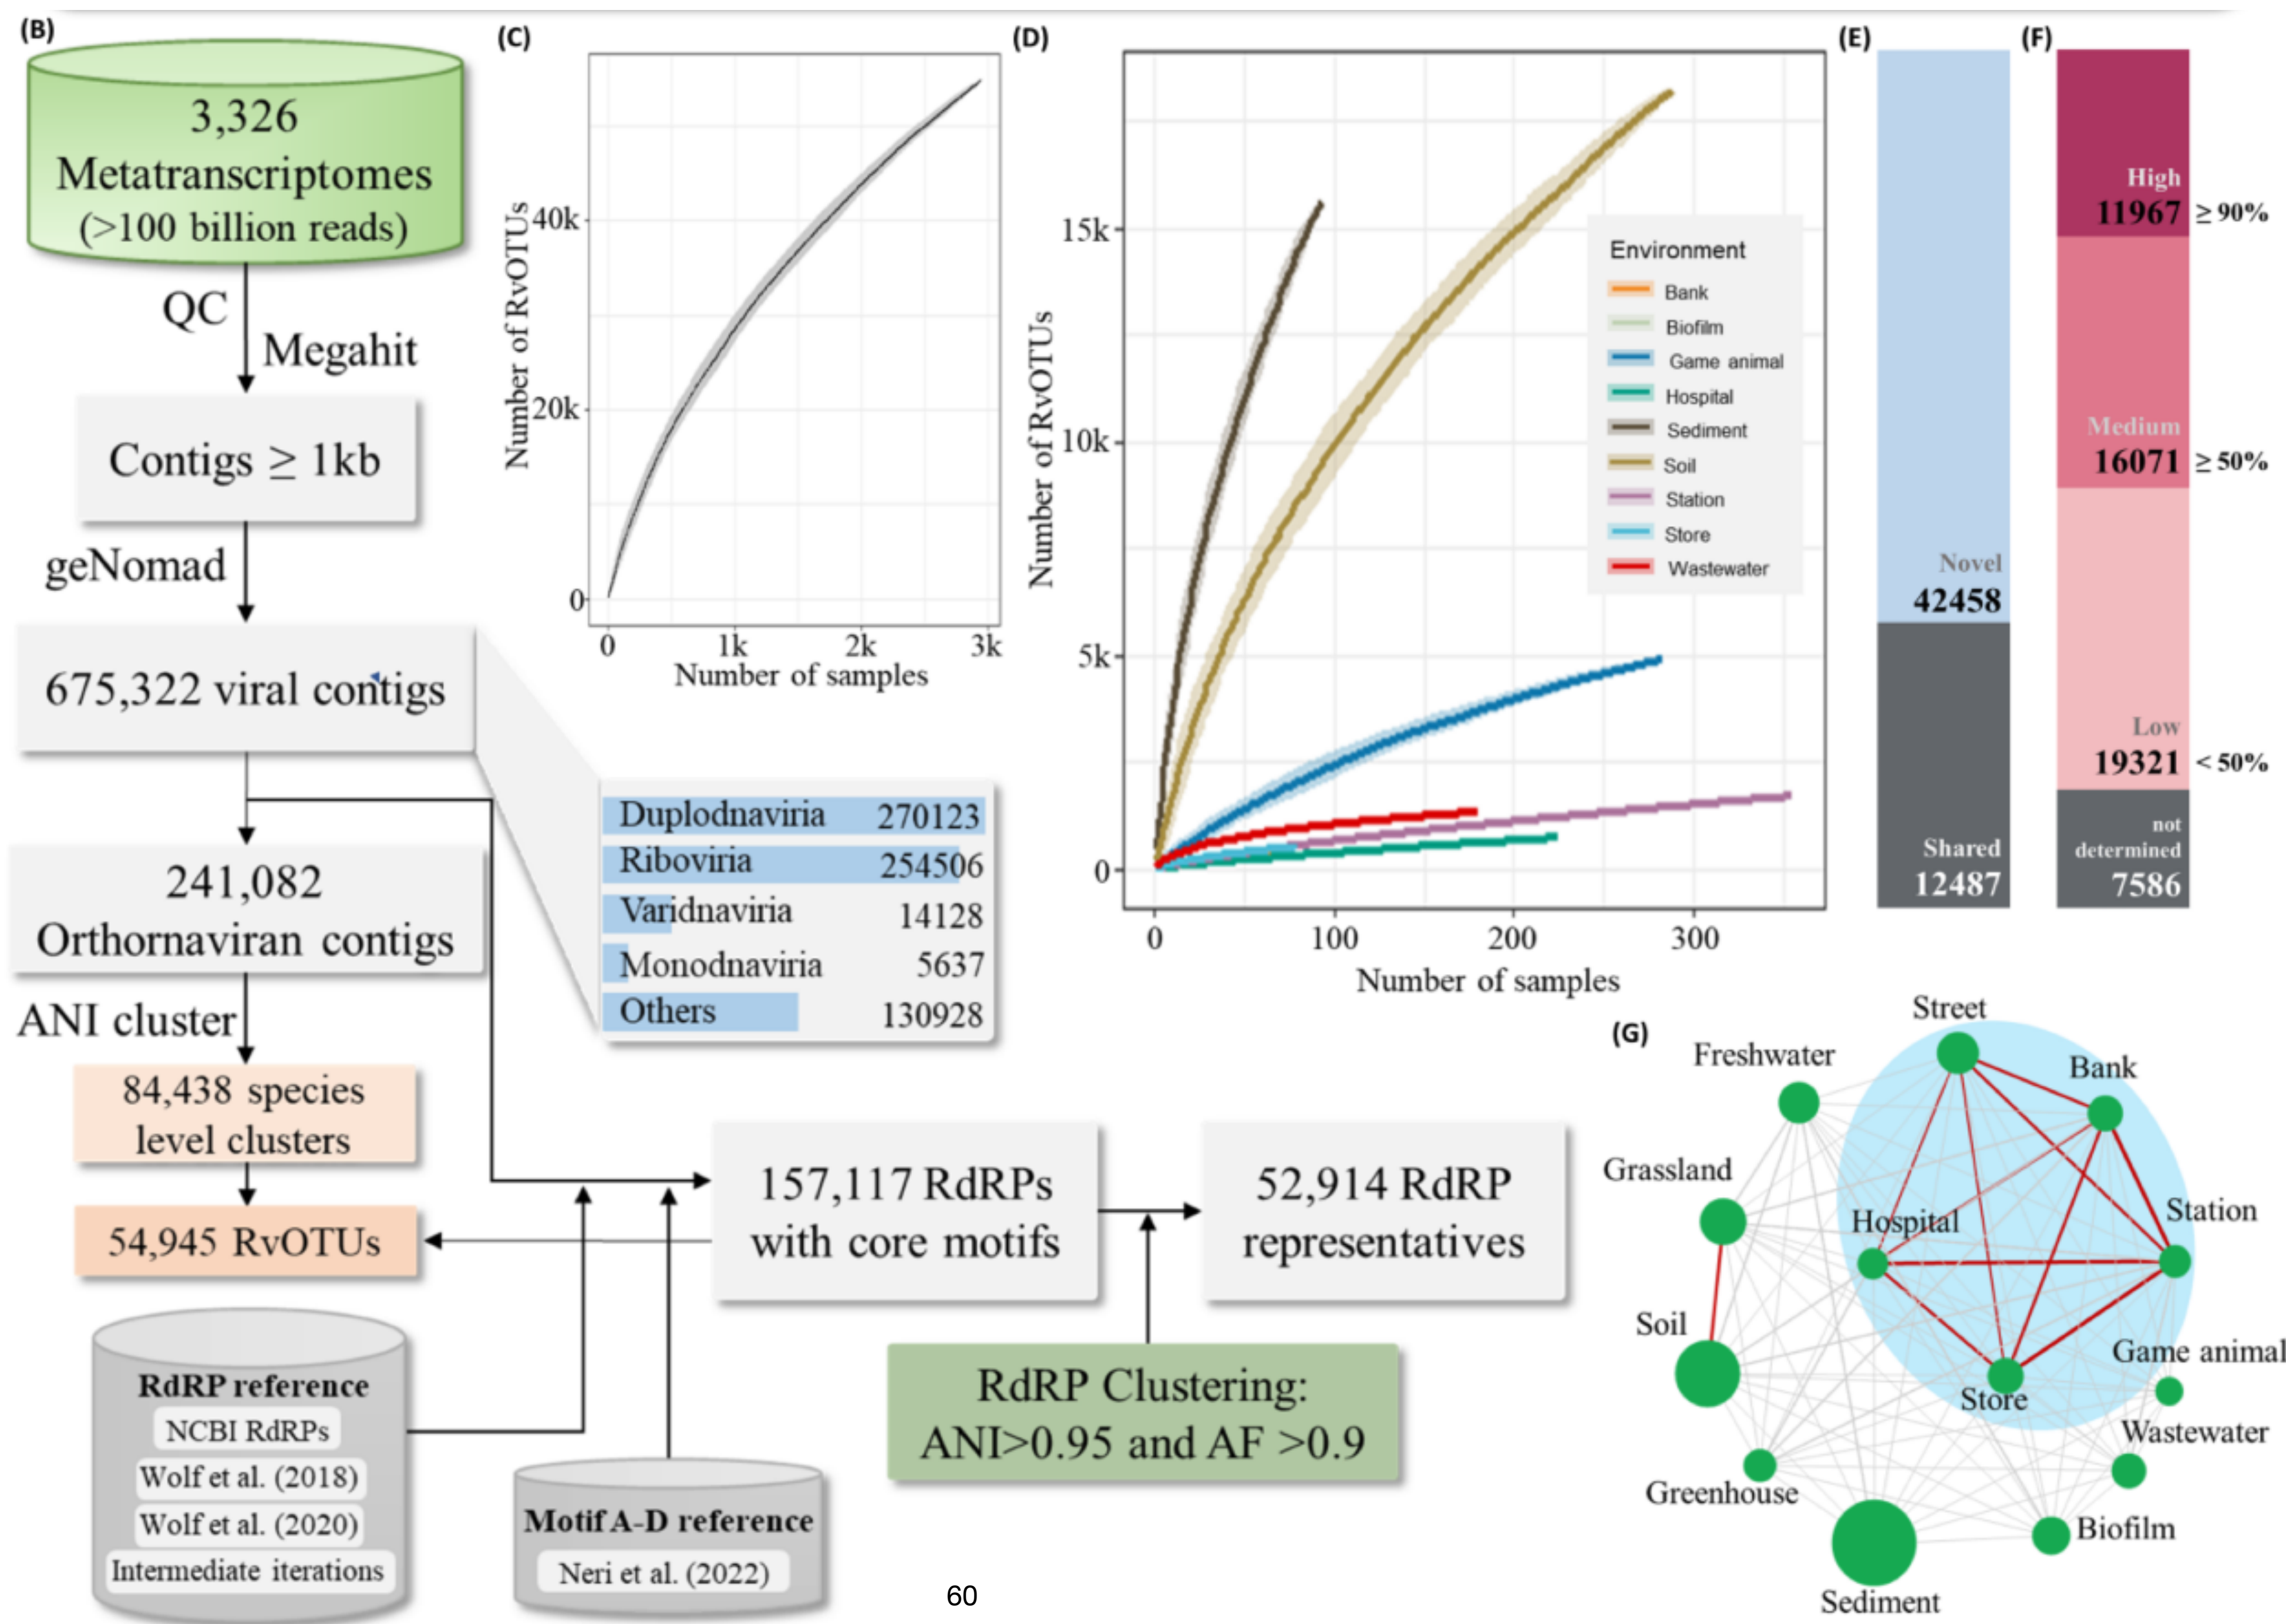 (B)
3,326
Metatranscriptomes
(>100 billion reads)
QC
Megahit
Contigs ≥ 1kb
geNomad
675,322 viral contigs
Duplodnaviria 270123
Riboviria 254506
Varidnaviria 14128
Monodnaviria 5637
Others 130928
241,082
Orthornaviran contigs
ANI cluster
84,438 species
level clusters
54,945 RvOTUs
RdRP reference
NCBI RdRPs
Wolf et al. (2018)
Wolf et al. (2020)
Intermediate iterations
Motif A-D reference
Neri et al. (2022)
157,117 RdRPs
with core motifs
52,914 RdRP
representatives
RdRP Clustering:
ANI>0.95 and AF >0.9
(C)
Number of RvOTUs
40k
20k
0
0 1k 2k 3k
Number of samples
(D)
Number of RvOTUs
15k
10k
5k
0
0 100 200 300
Number of samples
Environment
Bank
Biofilm
Game animal
Hospital
Sediment
Soil
Station
Store
Wastewater
(E)
Novel
42458
Shared
12487
(F)
High
11967 ≥ 90%
Medium
16071 ≥ 50%
Low
19321 < 50%
not
determined
7586
(G)
Street
Freshwater
Bank
Grassland
Hospital
Station
Soil
Game animal
Store
Wastewater
Greenhouse
Biofilm
Sediment
60